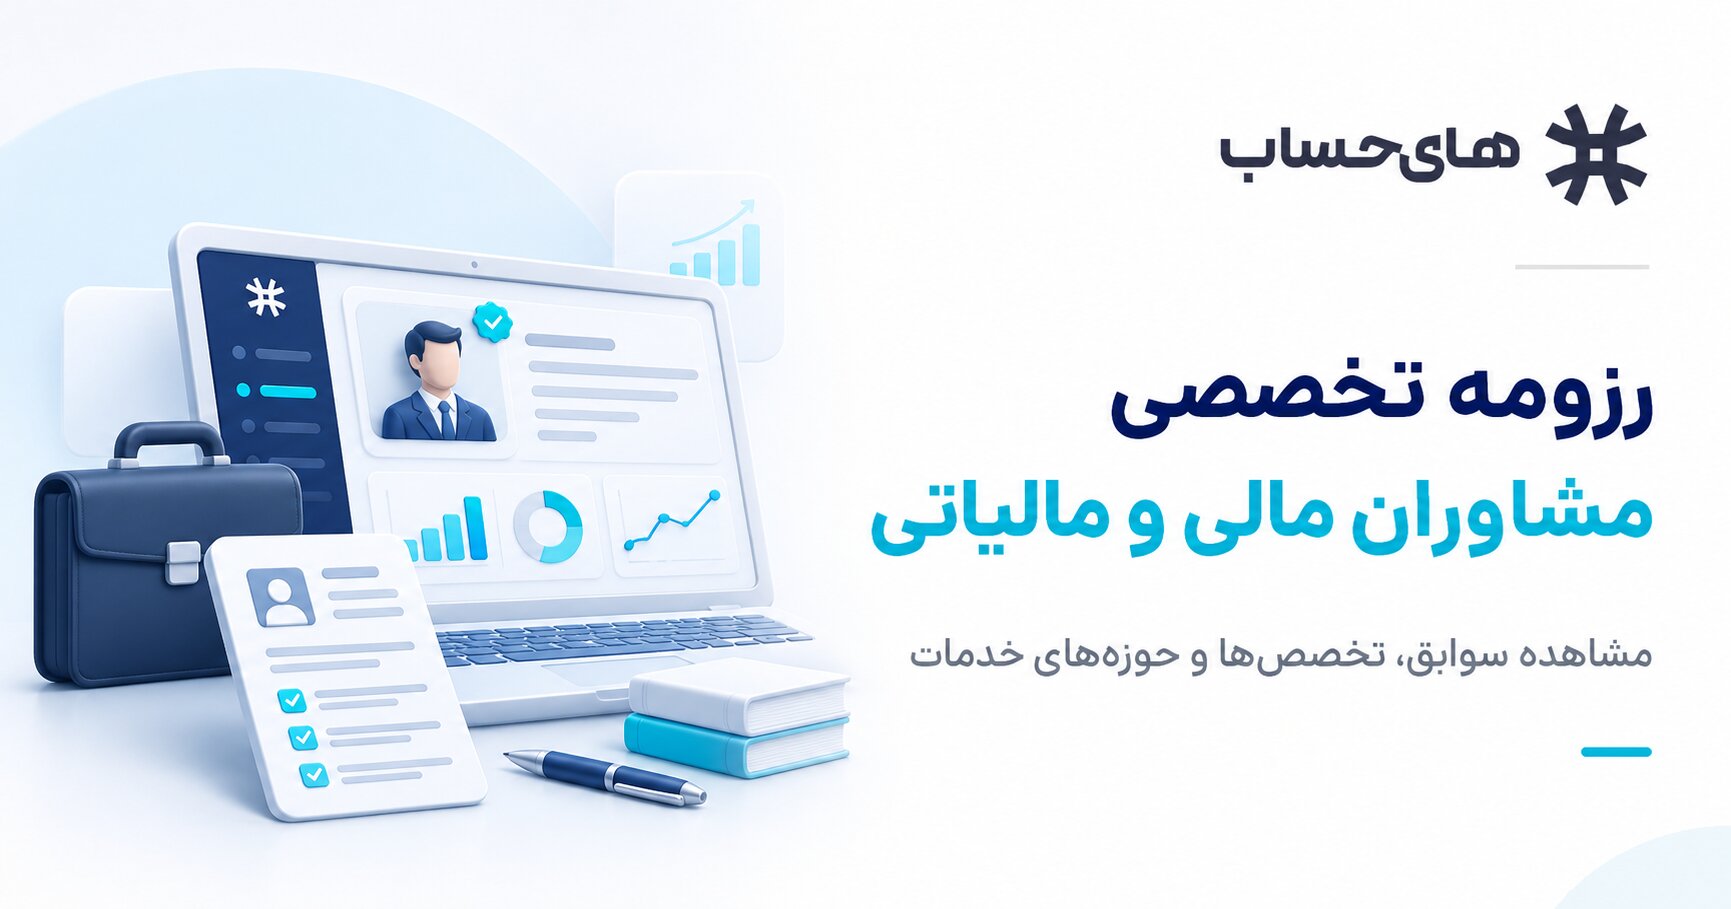 های‌حساب
رزومه تخصصی
مشاوران مالی و مالیاتی
مشاهده سوابق، تخصص‌ها و حوزه‌های خدمات